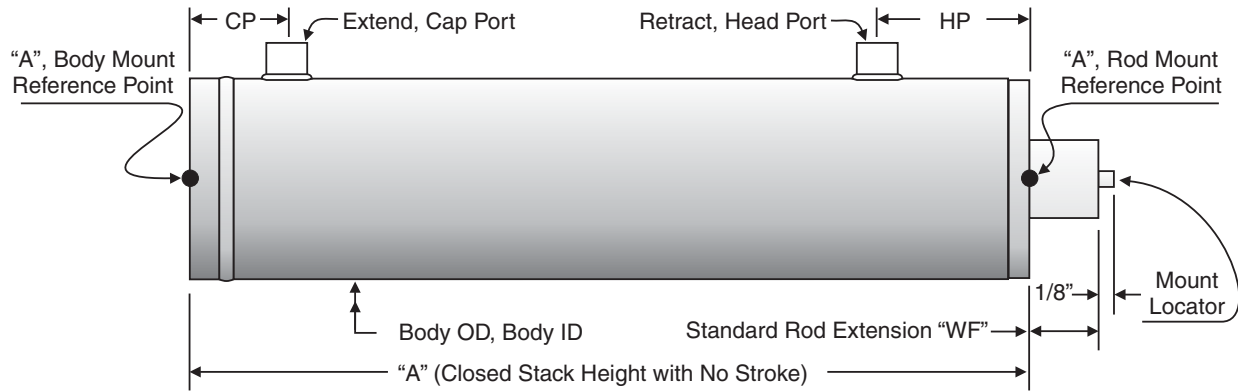 CP
Extend, Cap Port
Retract, Head Port
HP
“A”, Body Mount
Reference Point
“A”, Rod Mount
Reference Point
1/8”
Mount
Locator
Body OD, Body ID
Standard Rod Extension “WF”
“A” (Closed Stack Height with No Stroke)